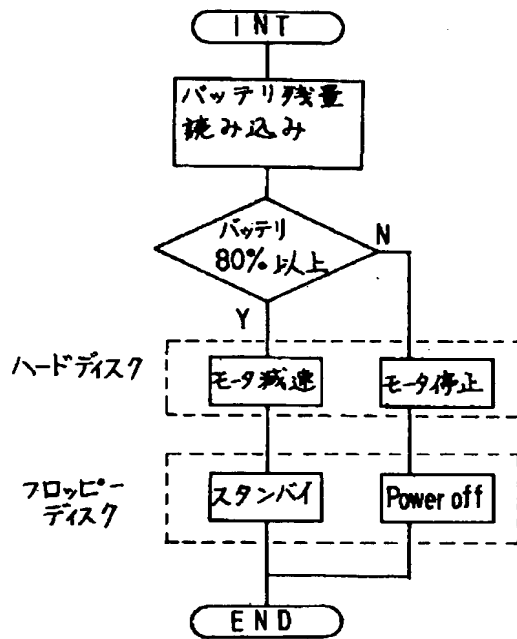 INT
バッテリ残量
読み込み
バッテリ
80%以上
N
Y
ハードディスク
モータ減速
モータ停止
フロッピー
ディスク
スタンバイ
Power off
END